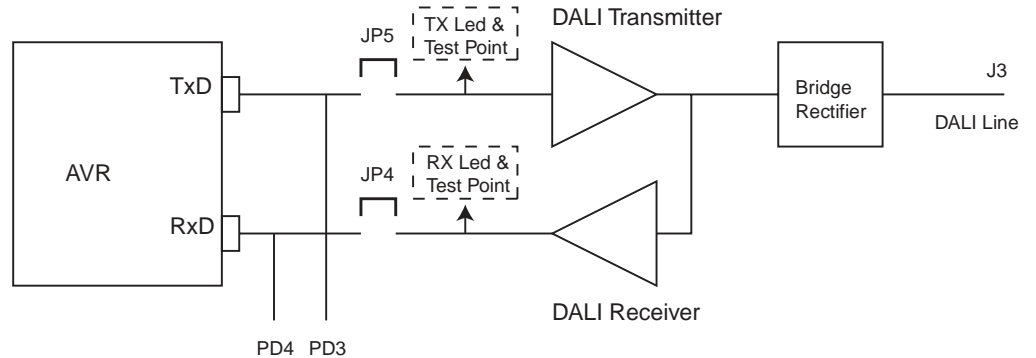 DALI Transmitter
TX Led &
Test Point
JP5
TxD
Bridge
Rectifier
J3
DALI Line
AVR
RX Led &
Test Point
JP4
RxD
DALI Receiver
PD4 PD3